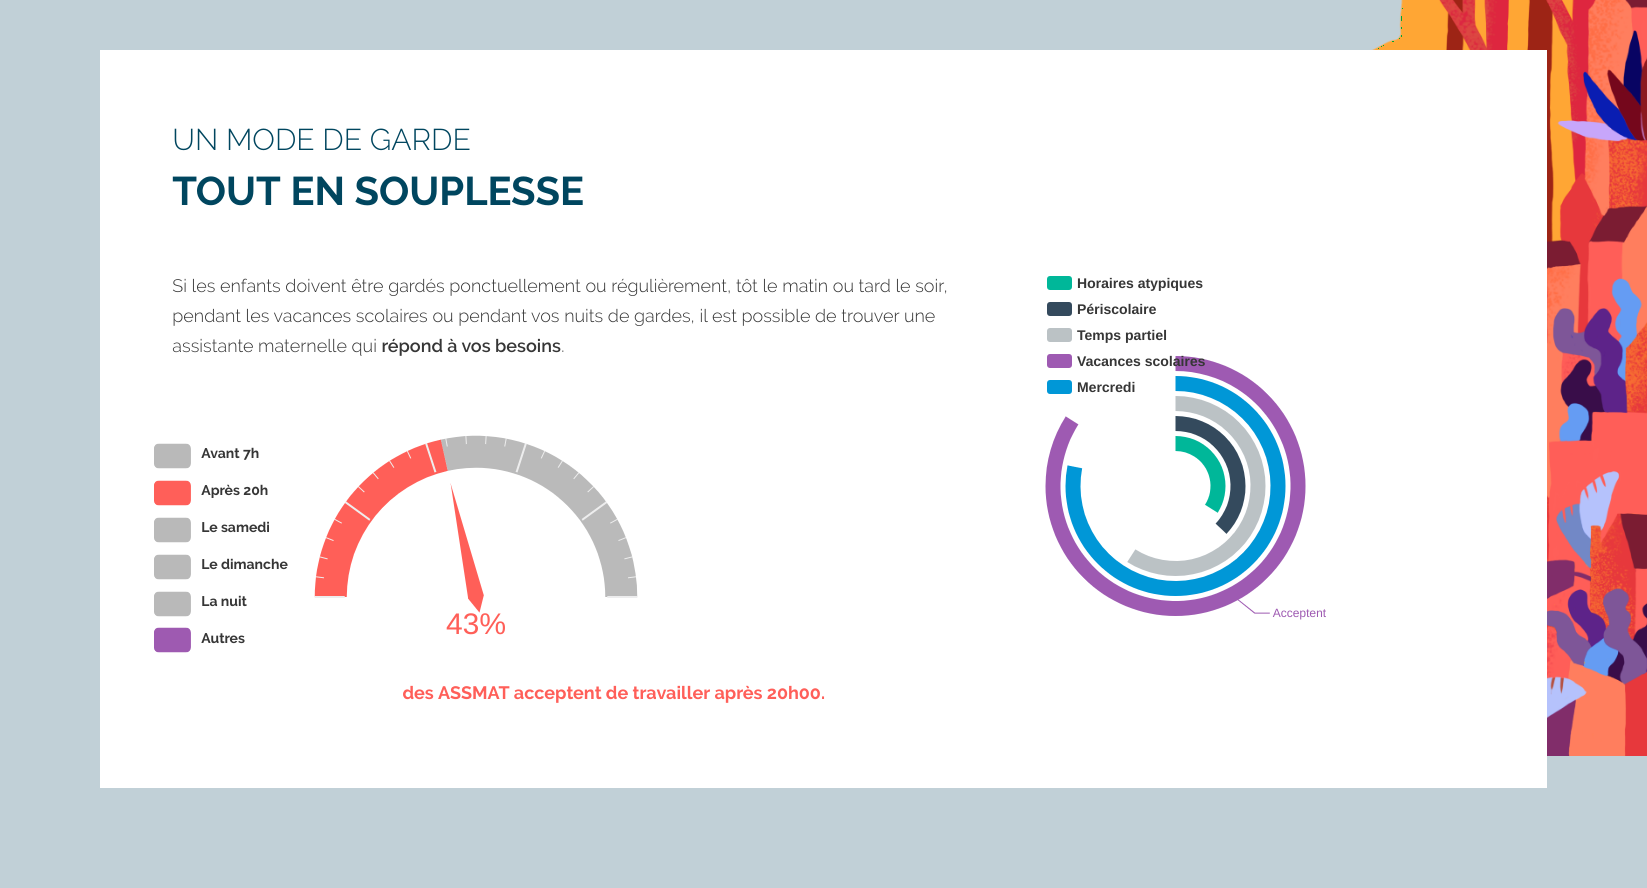 UN MODE DE GARDE
TOUT EN SOUPLESSE
Si les enfants doivent être gardés ponctuellement ou régulièrement, tôt le matin ou tard le soir,
pendant les vacances scolaires ou pendant vos nuits de gardes, il est possible de trouver une
assistante maternelle qui répond à vos besoins.
Avant 7h
Après 20h
Le samedi
Le dimanche
La nuit
Autres
43%
des ASSMAT acceptent de travailler après 20h00.
Horaires atypiques
Périscolaire
Temps partiel
Vacances scolaires
Mercredi
Acceptent